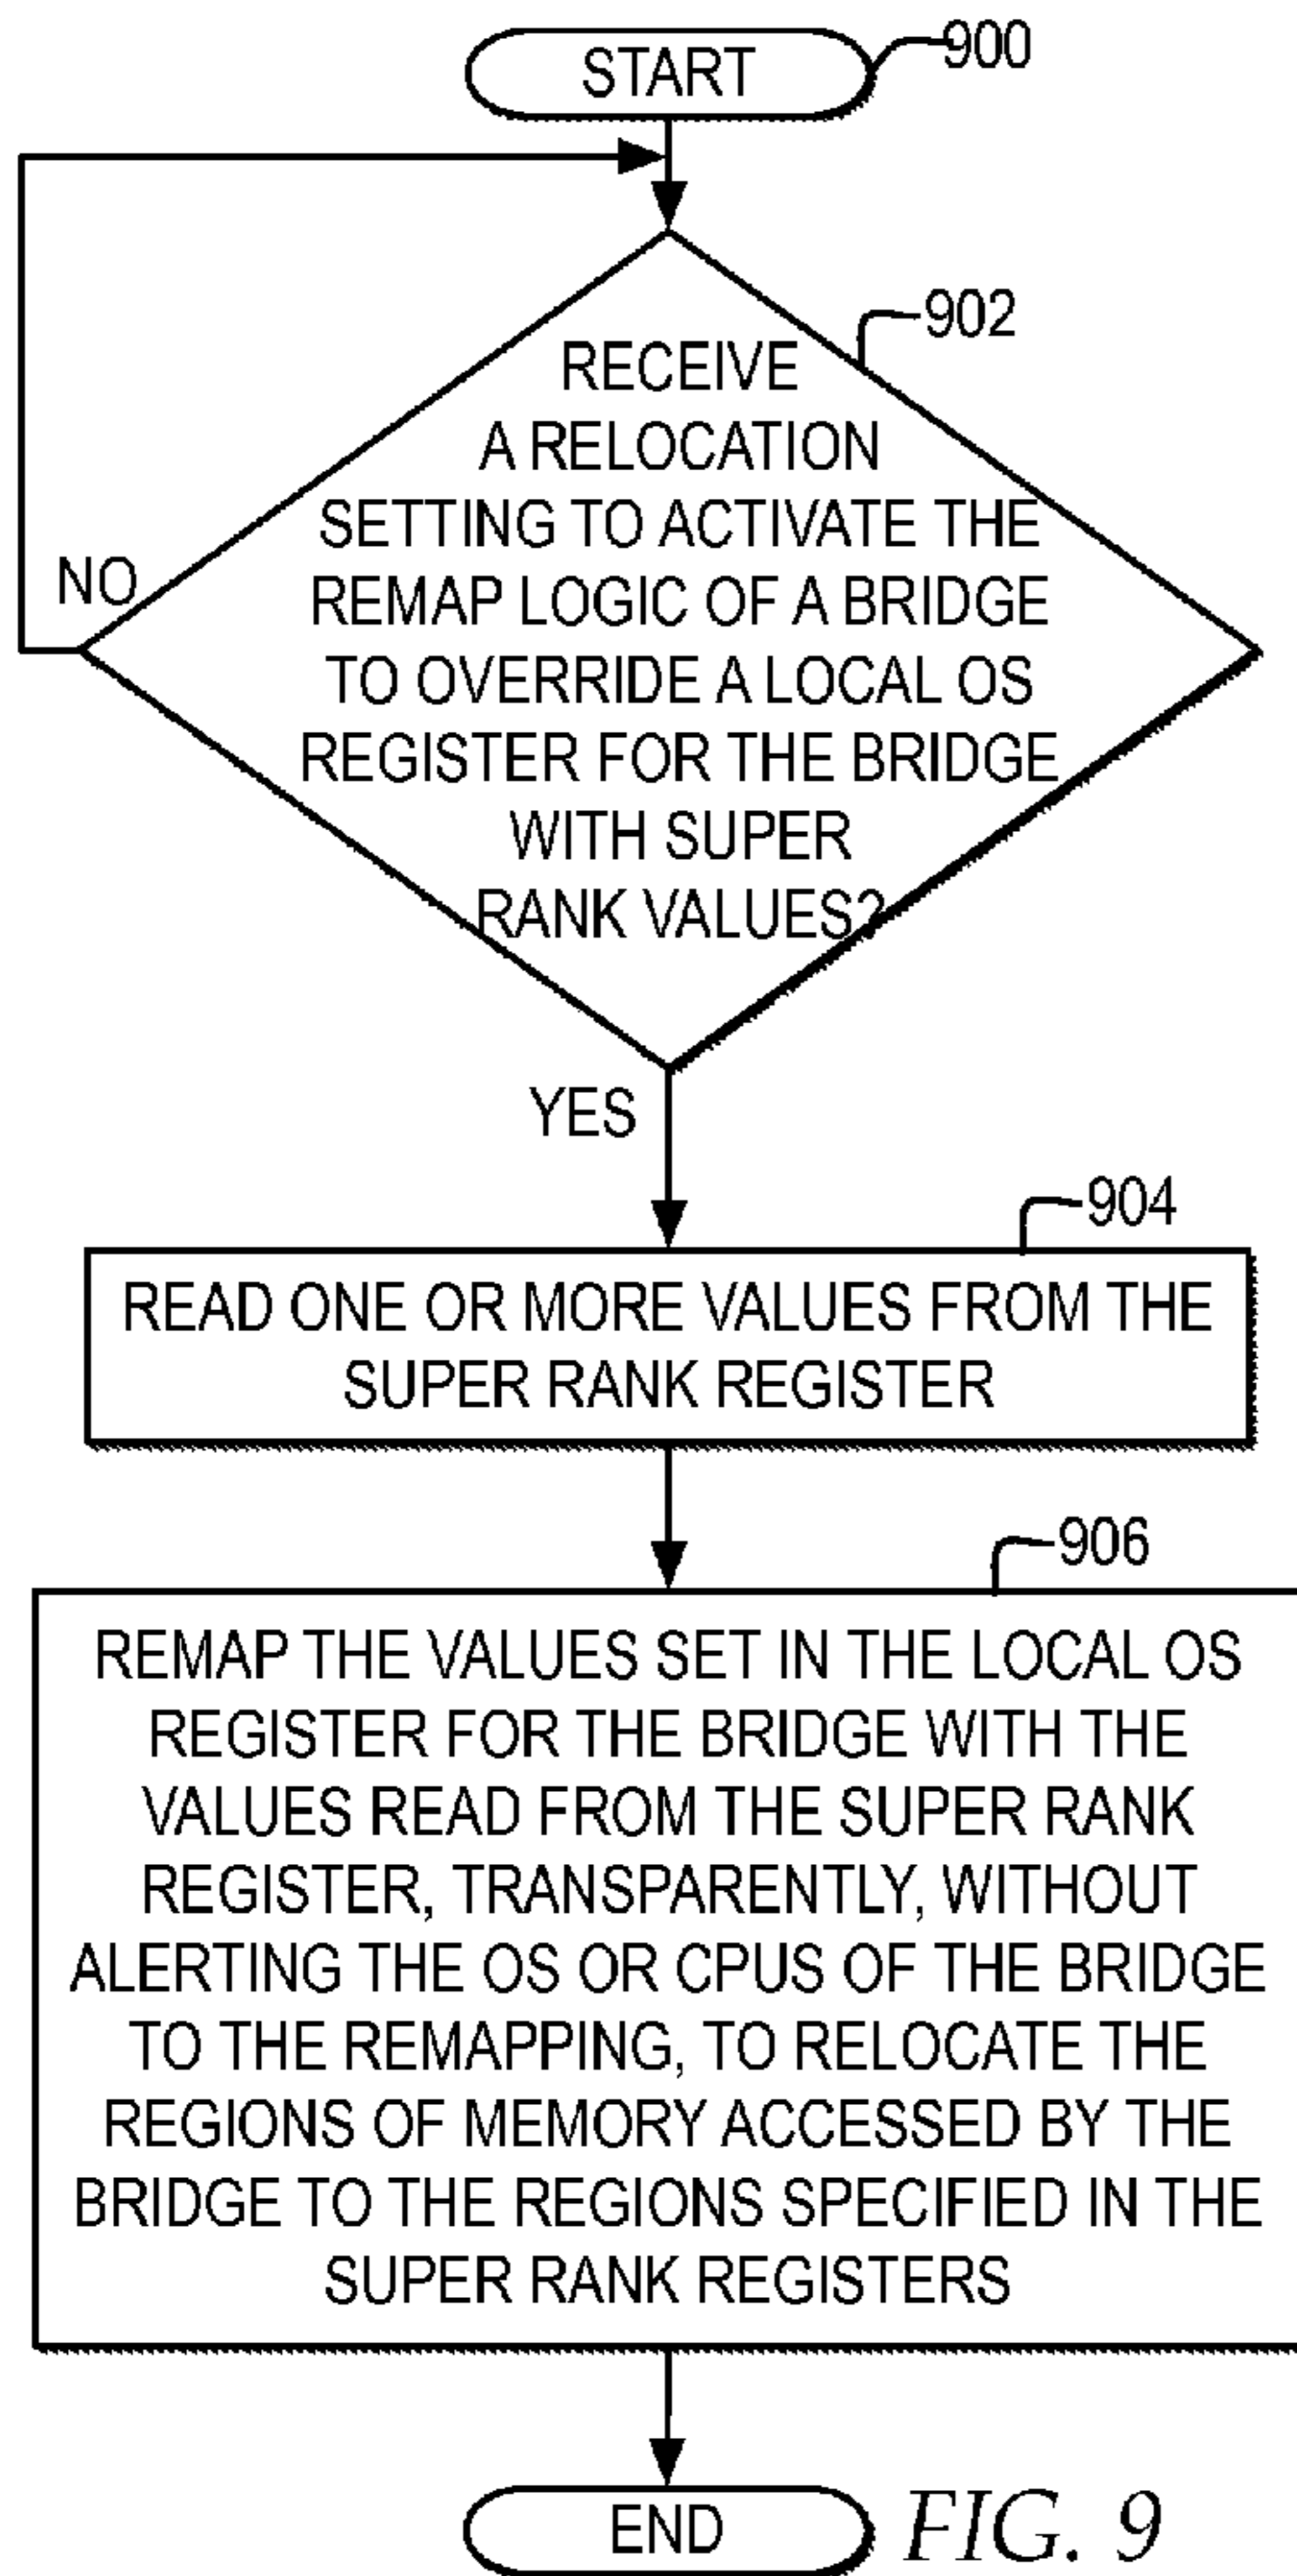 START
900
902
RECEIVE
A RELOCATION
SETTING TO ACTIVATE THE
REMAP LOGIC OF A BRIDGE
TO OVERRIDE A LOCAL OS
REGISTER FOR THE BRIDGE
WITH SUPER
RANK VALUES?
NO
YES
904
READ ONE OR MORE VALUES FROM THE
SUPER RANK REGISTER
906
REMAP THE VALUES SET IN THE LOCAL OS
REGISTER FOR THE BRIDGE WITH THE
VALUES READ FROM THE SUPER RANK
REGISTER, TRANSPARENTLY, WITHOUT
ALERTING THE OS OR CPUS OF THE BRIDGE
TO THE REMAPPING, TO RELOCATE THE
REGIONS OF MEMORY ACCESSED BY THE
BRIDGE TO THE REGIONS SPECIFIED IN THE
SUPER RANK REGISTERS
END
FIG. 9